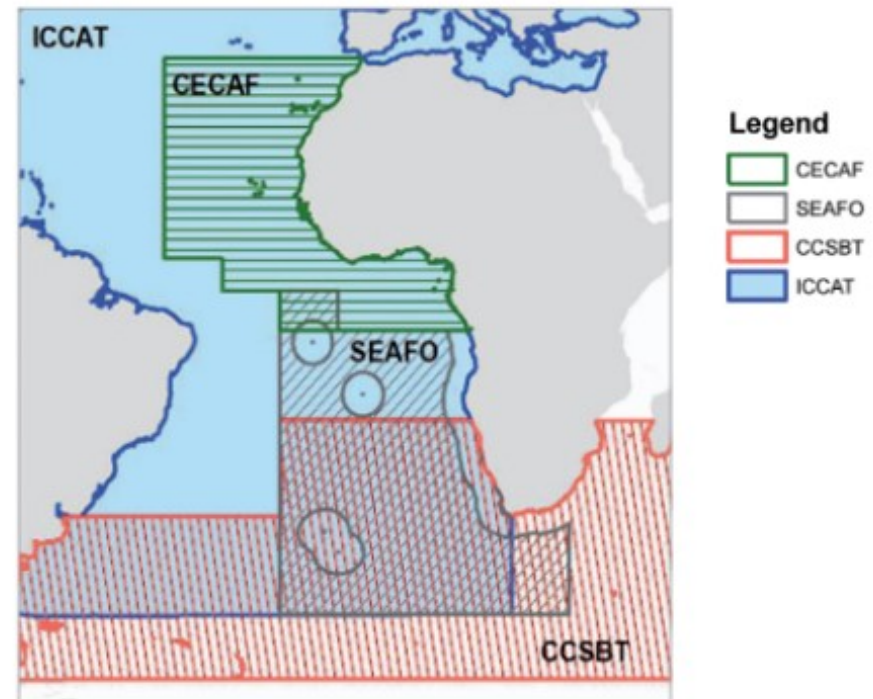 ICCAT
CECAF
SEAFO
CCSBT
Legend
CECAF
SEAFO
CCSBT
ICCAT